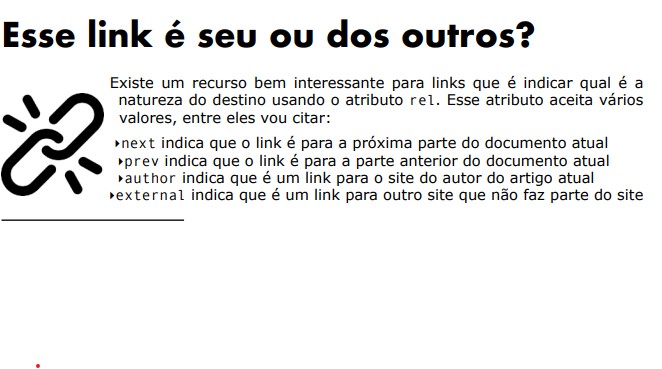 Esse link é seu ou dos outros?
Existe um recurso bem interessante para links que é indicar qual é a
natureza do destino usando o atributo rel. Esse atributo aceita vários
valores, entre eles vou citar:
‣next indica que o link é para a próxima parte do documento atual
‣prev indica que o link é para a parte anterior do documento atual
‣author indica que é um link para o site do autor do artigo atual
‣external indica que é um link para outro site que não faz parte do site